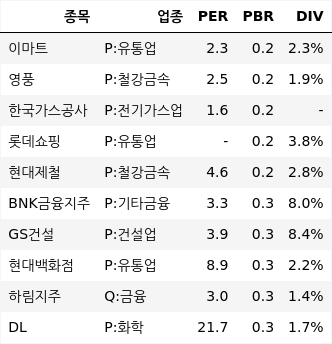 종목 업종 PER PBR DIV
이마트 P:유통업 2.3 0.2 2.3%
영풍 P:철강금속 2.5 0.2 1.9%
한국가스공사 P:전기가스업 1.6 0.2 -
롯데쇼핑 P:유통업 - 0.2 3.8%
현대제철 P:철강금속 4.6 0.2 2.8%
BNK금융지주 P:기타금융 3.3 0.3 8.0%
GS건설 P:건설업 3.9 0.3 8.4%
현대백화점 P:유통업 8.9 0.3 2.2%
하림지주 Q:금융 3.0 0.3 1.4%
DL P:화학 21.7 0.3 1.7%